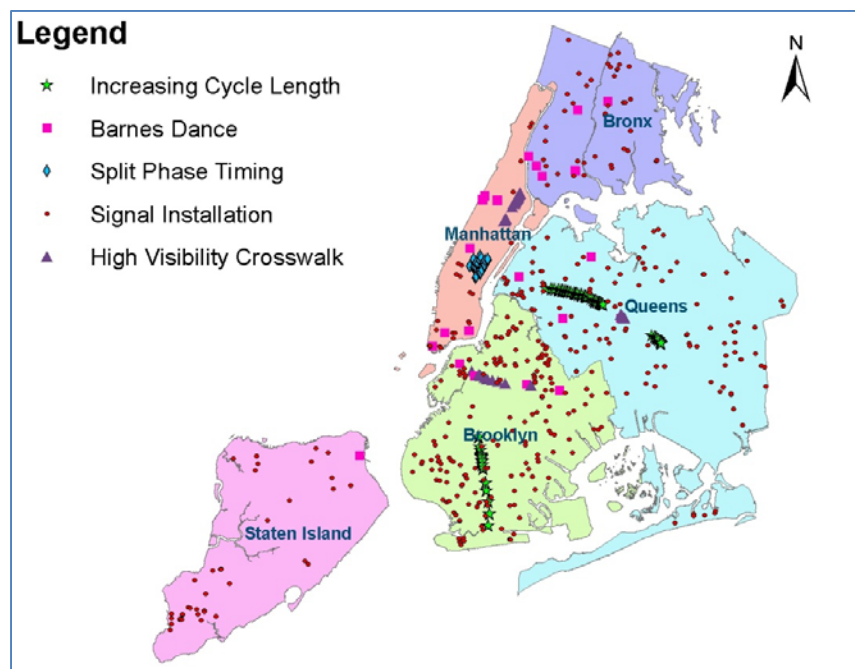 Legend
Increasing Cycle Length
Barnes Dance
Split Phase Timing
Signal Installation
High Visibility Crosswalk
N
Bronx
Manhattan
Queens
Brooklyn
Staten Island